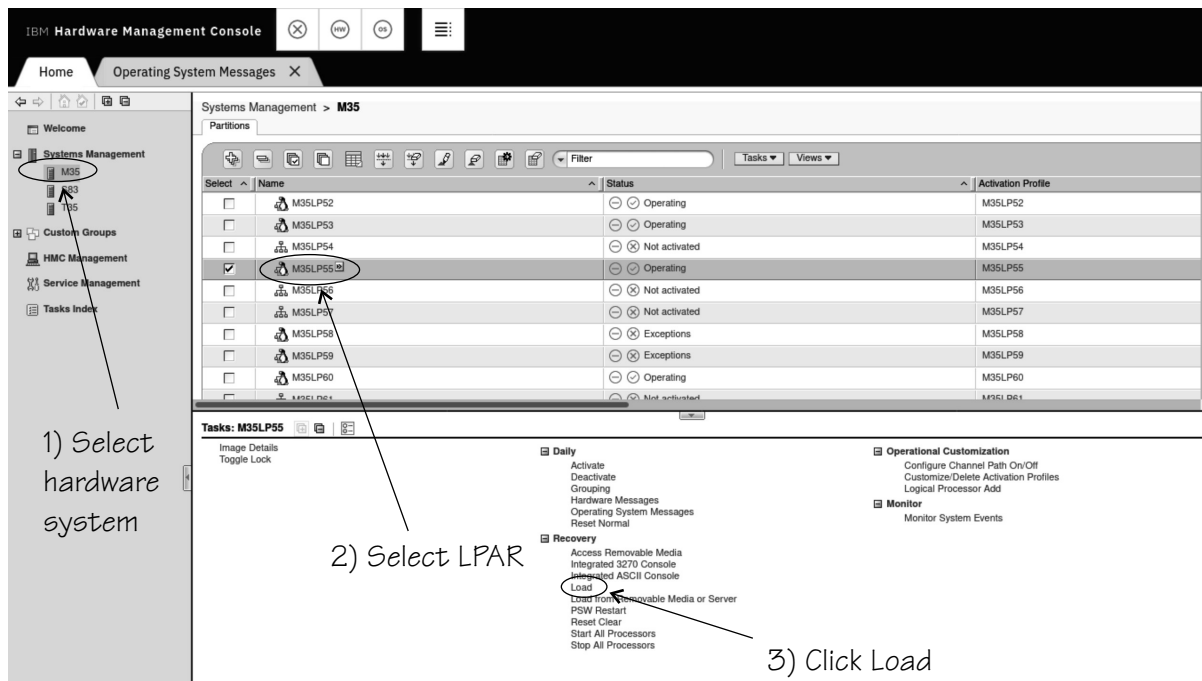 IBM Hardware Management Console
HW
OS
Home
Operating System Messages X
Welcome
Systems Management
M35
S83
T35
Custom Groups
HMC Management
Service Management
Tasks Index
Systems Management > M35
Partitions
Filter
Tasks
Views
Select Name Status Activation Profile
M35LP52 Operating M35LP52
M35LP53 Operating M35LP53
M35LP54 Not activated M35LP54
M35LP55 Operating M35LP55
M35LP56 Not activated M35LP56
M35LP57 Not activated M35LP57
M35LP58 Exceptions M35LP58
M35LP59 Exceptions M35LP59
M35LP60 Operating M35LP60
M35LP61 Not activated M35LP61
Tasks: M35LP55
Image Details
Toggle Lock
Daily
Activate
Deactivate
Grouping
Hardware Messages
Operating System Messages
Reset Normal
Recovery
Access Removable Media
Integrated 3270 Console
Integrated ASCII Console
Load
Load from Removable Media or Server
PSW Restart
Reset Clear
Start All Processors
Stop All Processors
Operational Customization
Configure Channel Path On/Off
Customize/Delete Activation Profiles
Logical Processor Add
Monitor
Monitor System Events
1) Select
hardware
system
2) Select LPAR
3) Click Load